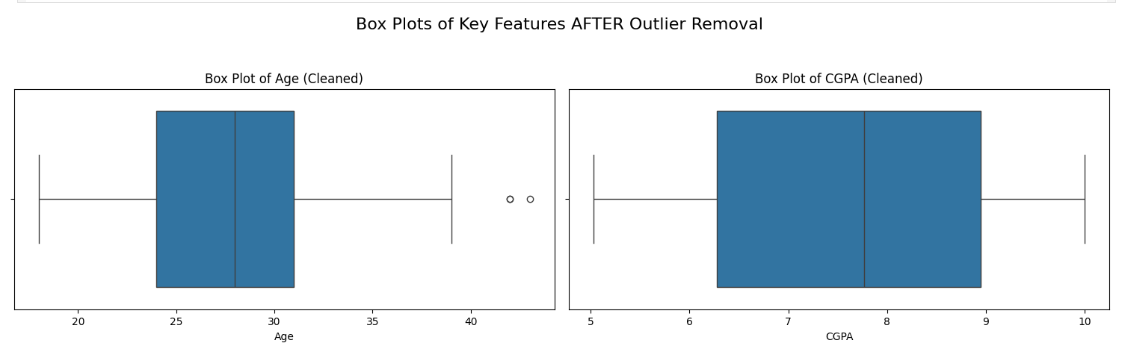 Box Plots of Key Features AFTER Outlier Removal
Box Plot of Age (Cleaned)
20 25 30 35 40
Age
Box Plot of CGPA (Cleaned)
5 6 7 8 9 10
CGPA